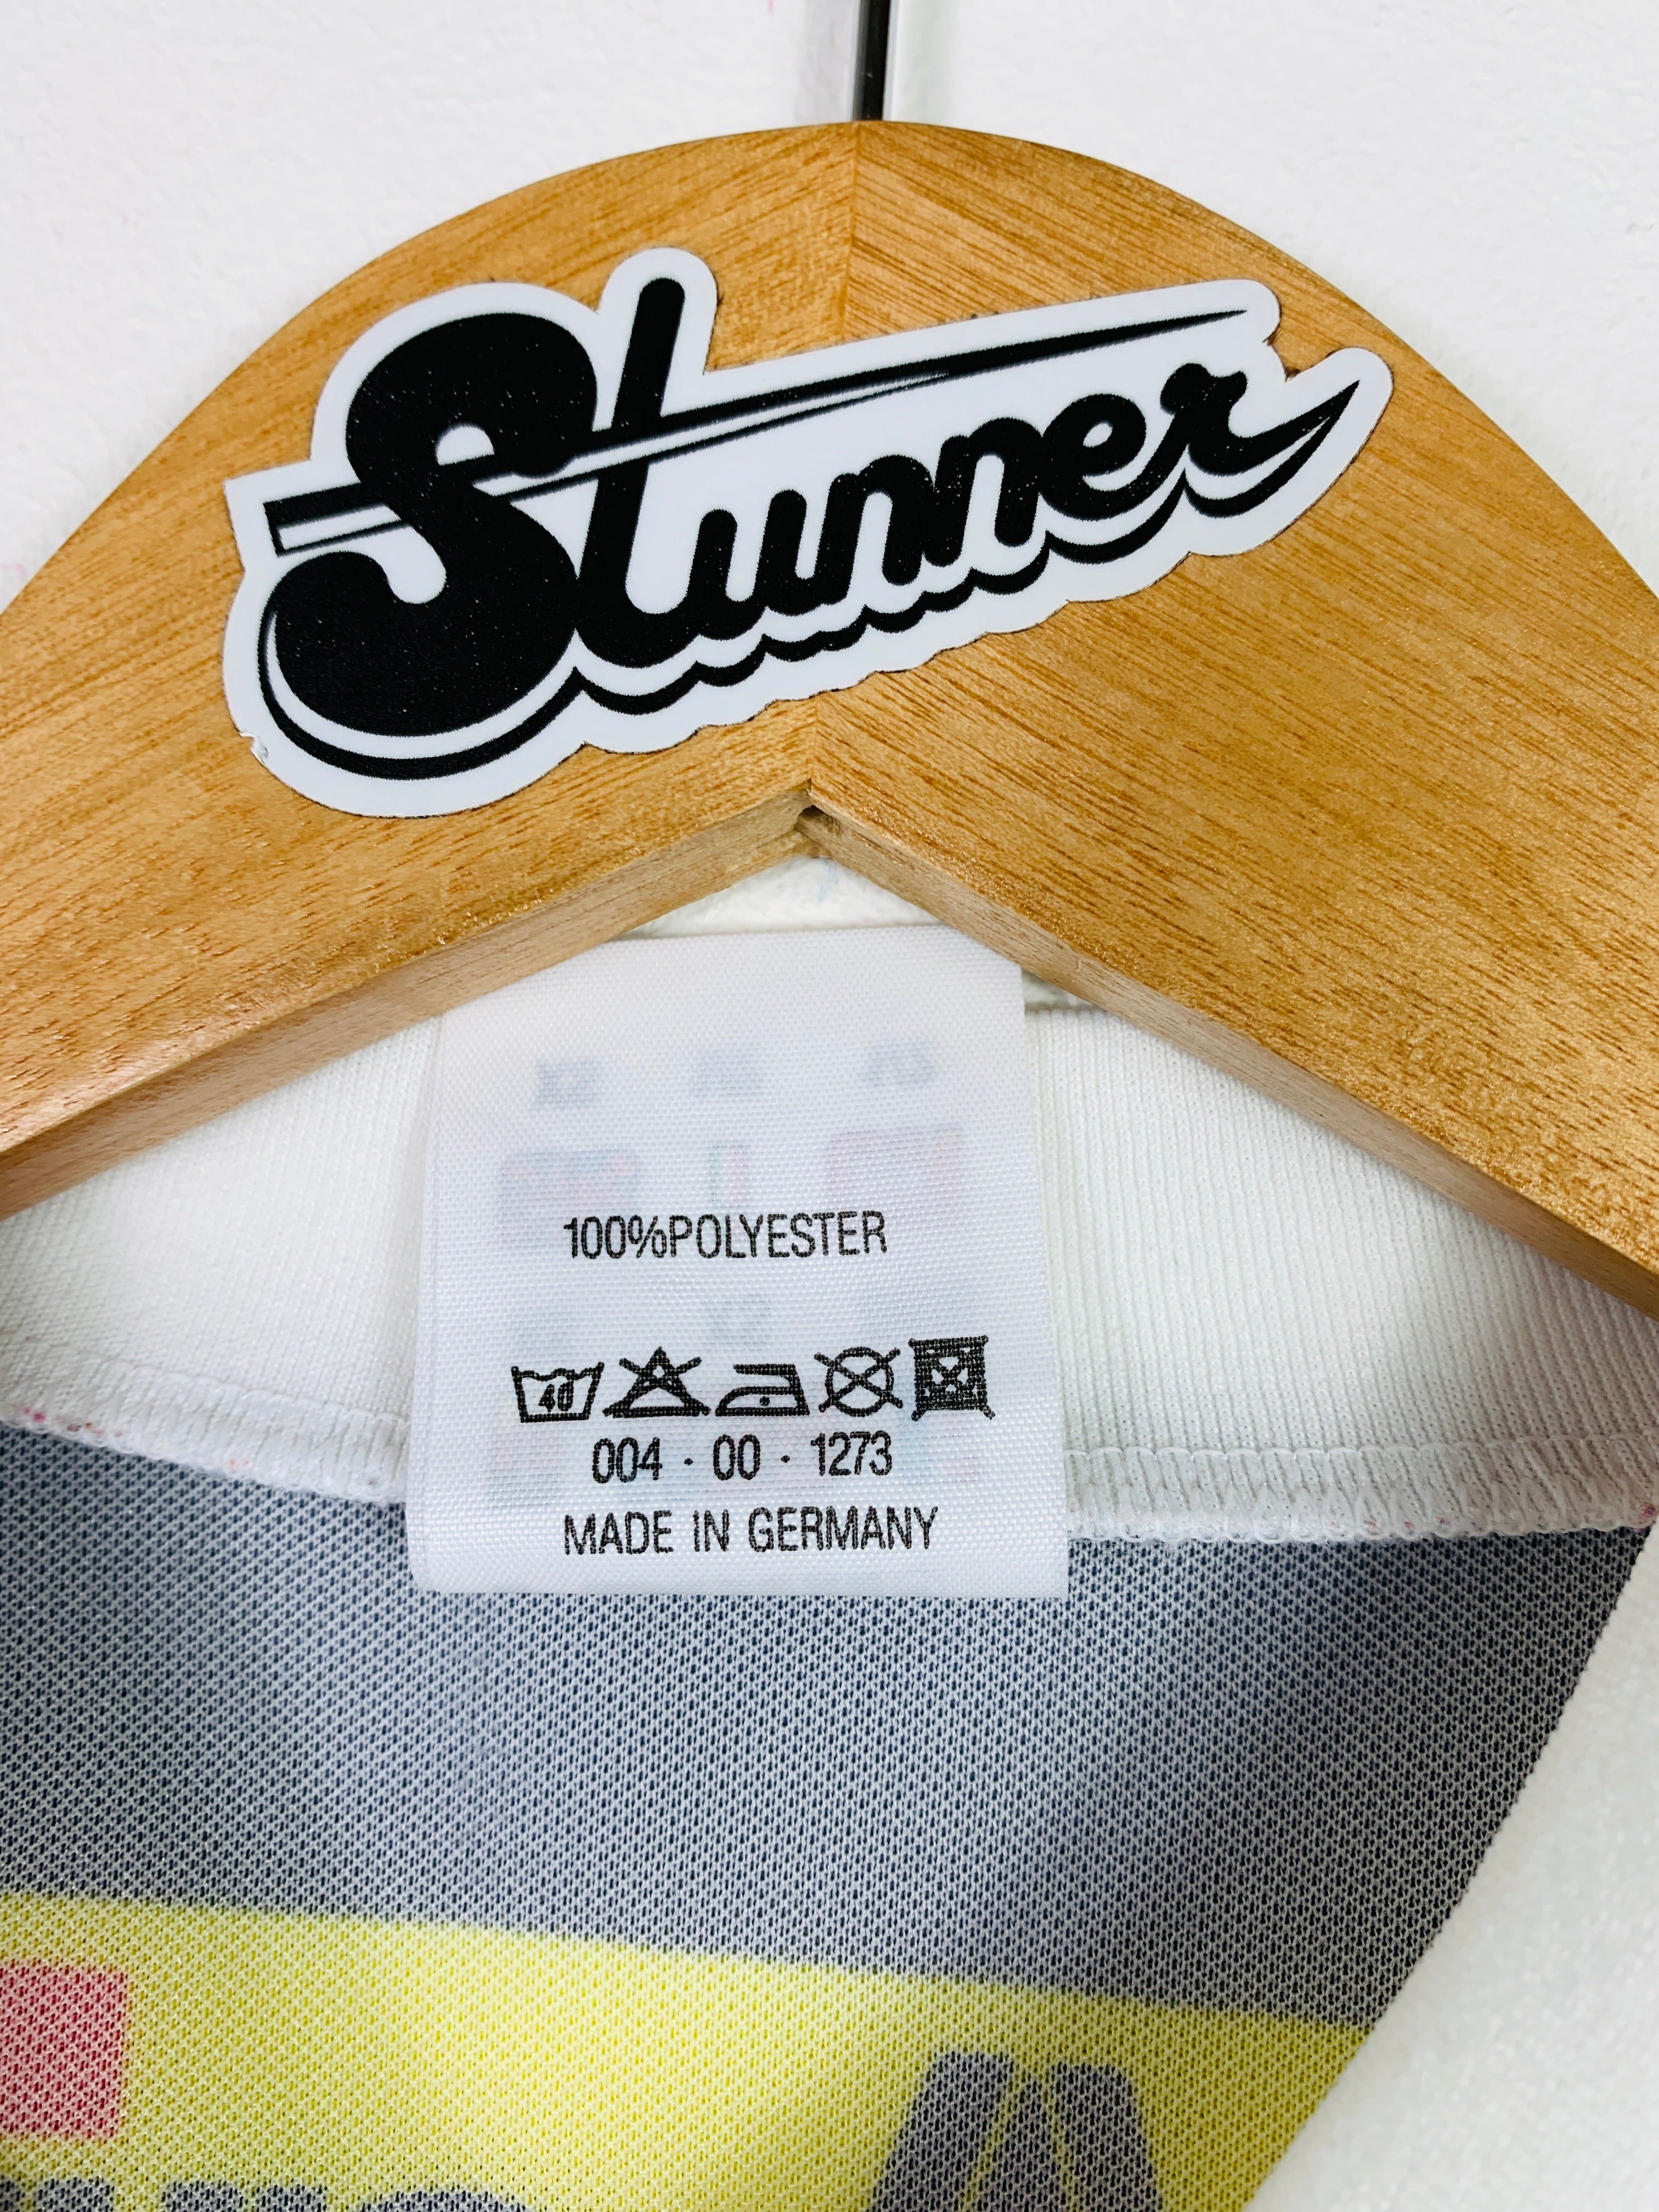 Stunner
100%POLYESTER
40
004 · 00 · 1273
MADE IN GERMANY